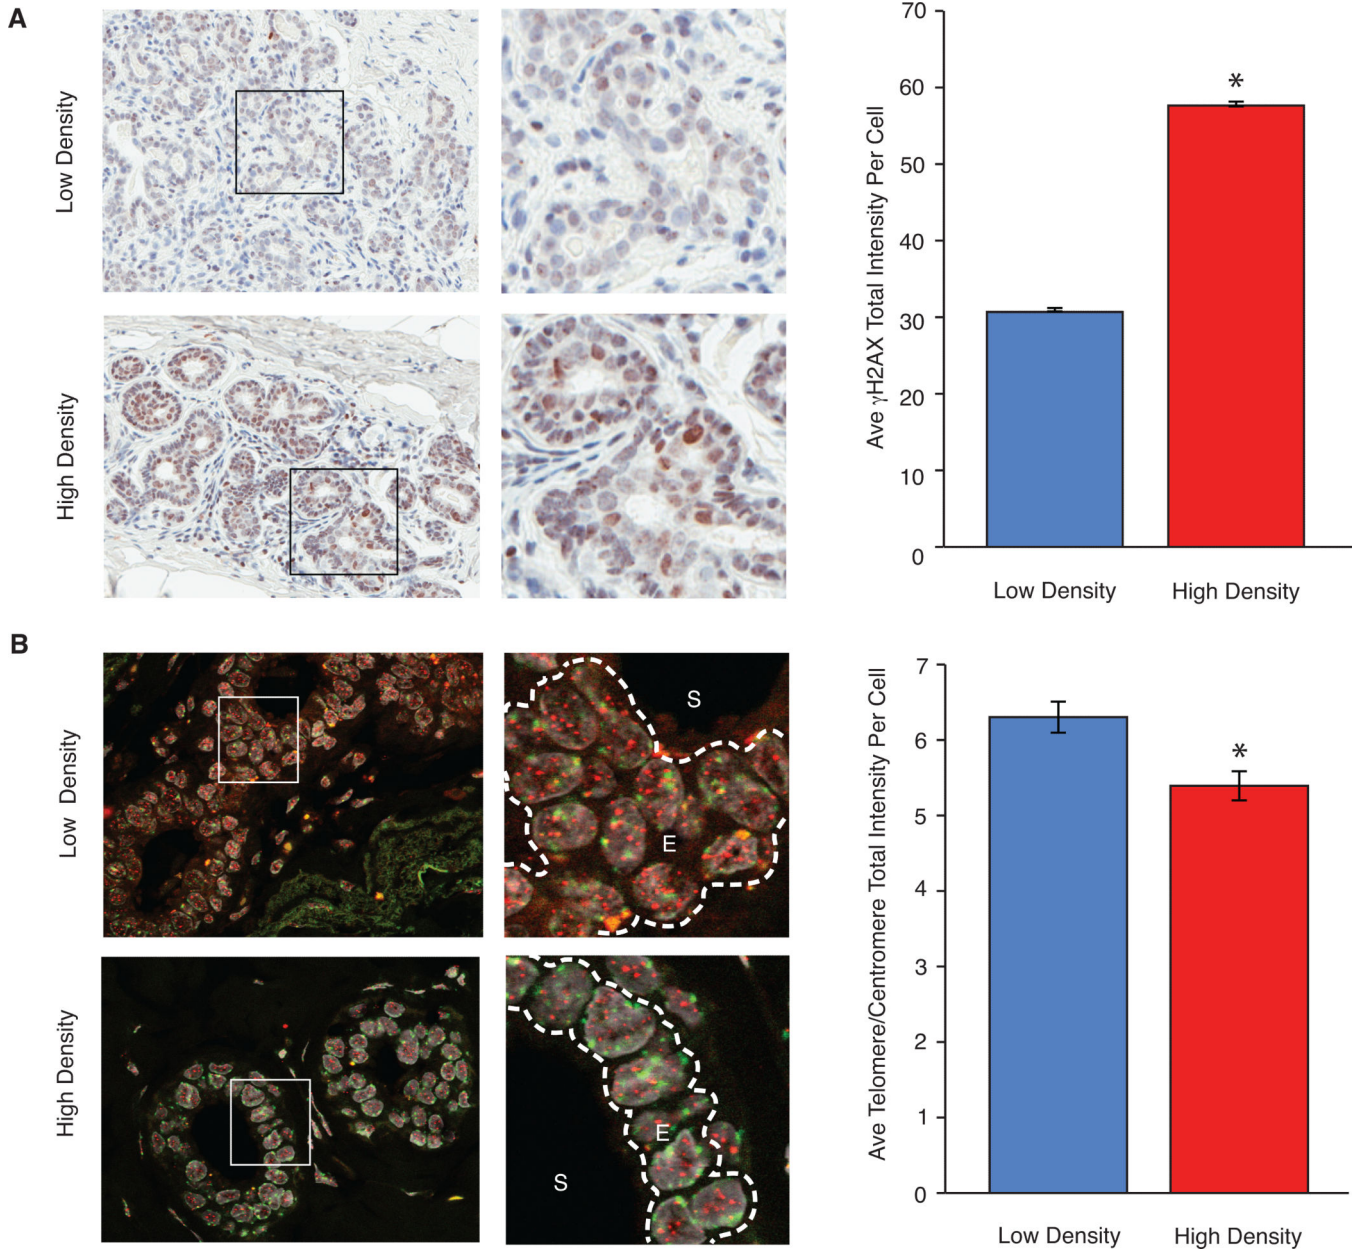 A
Low Density
High Density
Ave γH2AX Total Intensity Per Cell
70
60
50
40
30
20
10
0
*
Low Density
High Density
B
Low Density
High Density
S
E
E
S
Ave Telomere/Centromere Total Intensity Per Cell
7
6
5
4
3
2
1
0
*
Low Density
High Density